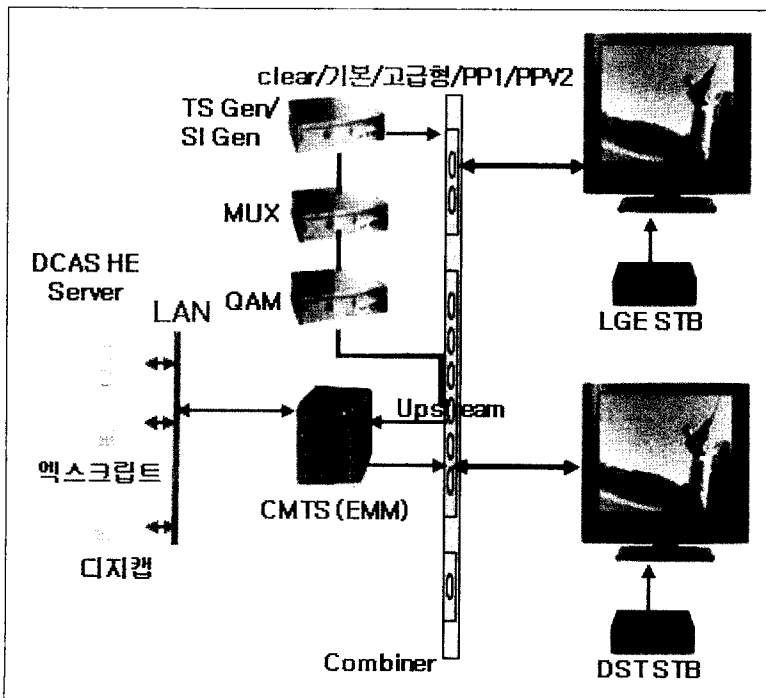 clear/기본/고급형/PP1/PPV2
TS Gen/
SI Gen
MUX
DCAS HE
Server
QAM
LAN
LGE STB
Upstream
엑스크립트
CMTS (EMM)
디지캡
Combiner
DST STB